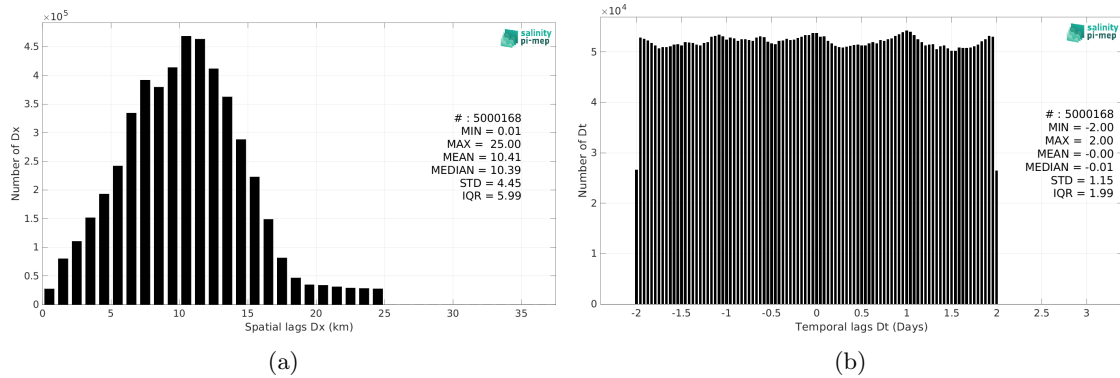 ×10^5
4.5
4
3.5
3
2.5
2
1.5
1
0.5
0
0 5 10 15 20 25 30 35
Number of Dx
Spatial lags Dx (km)
salinity
pi-mep
# : 5000168
MIN = 0.01
MAX = 25.00
MEAN = 10.41
MEDIAN = 10.39
STD = 4.45
IQR = 5.99
(a)
×10^4
5
4
3
2
1
0
-2 -1.5 -1 -0.5 0 0.5 1 1.5 2 2.5 3
Number of Dt
Temporal lags Dt (Days)
salinity
pi-mep
# : 5000168
MIN = -2.00
MAX = 2.00
MEAN = -0.00
MEDIAN = -0.01
STD = 1.15
IQR = 1.99
(b)